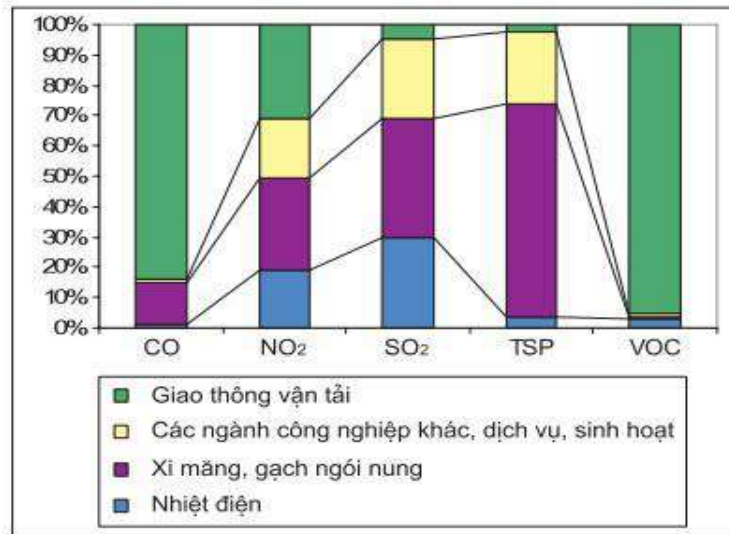 100%
90%
80%
70%
60%
50%
40%
30%
20%
10%
0%
CO NO₂ SO₂ TSP VOC
Giao thông vận tải
Các ngành công nghiệp khác, dịch vụ, sinh hoạt
Xi măng, gạch ngói nung
Nhiệt điện